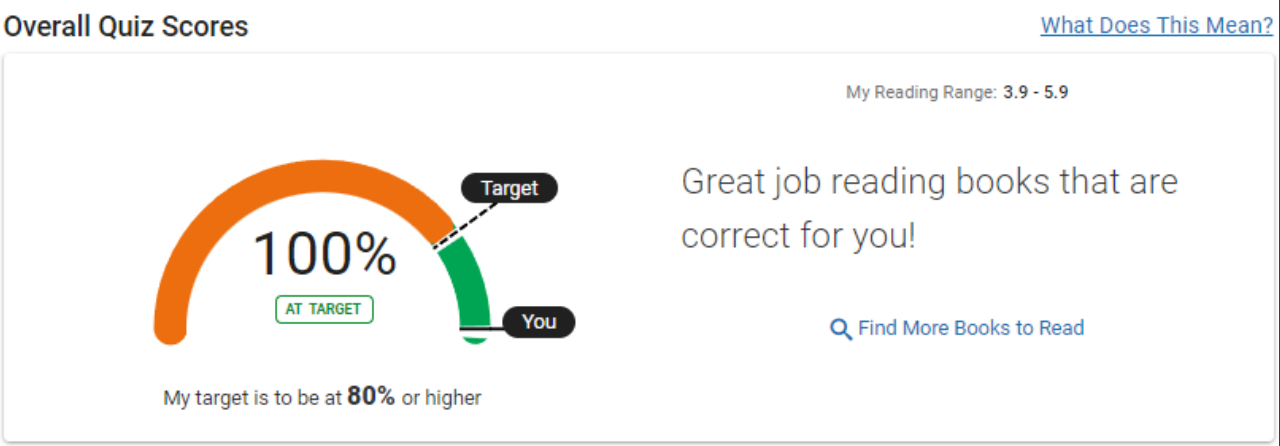 Overall Quiz Scores
What Does This Mean?
My Reading Range: 3.9 - 5.9
Target
100%
AT TARGET
You
My target is to be at 80% or higher
Great job reading books that are
correct for you!
Find More Books to Read